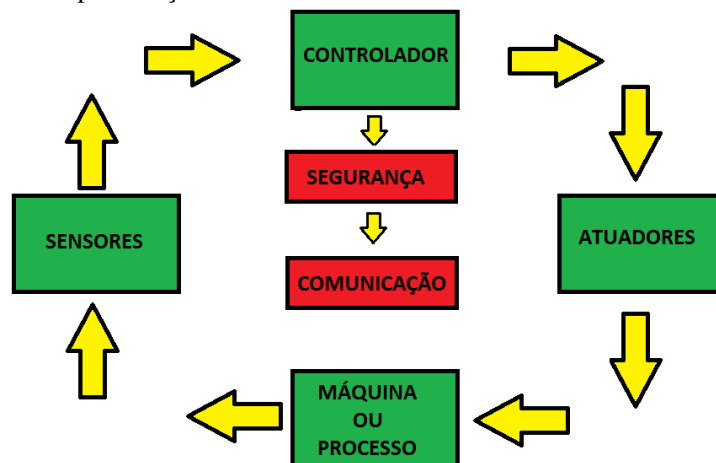 CONTROLADOR
SEGURANÇA
SENSORES
ATUADORES
COMUNICAÇÃO
MÁQUINA
OU
PROCESSO